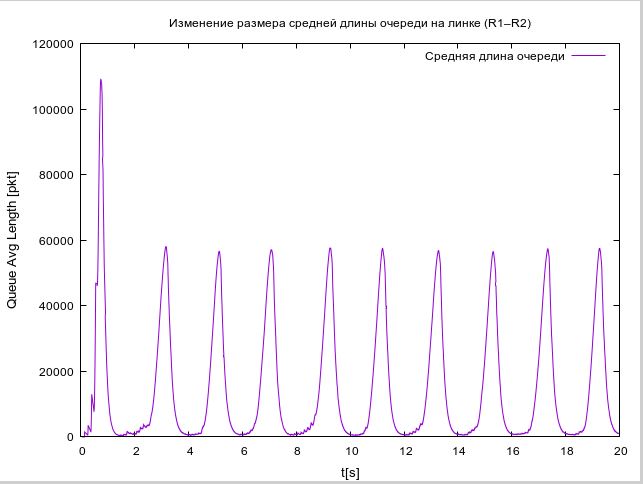 Изменение размера средней длины очереди на линке (R1–R2)
120000
Средняя длина очереди
100000
80000
60000
40000
20000
0
Queue Avg Length [pkt]
0 2 4 6 8 10 12 14 16 18 20
t[s]